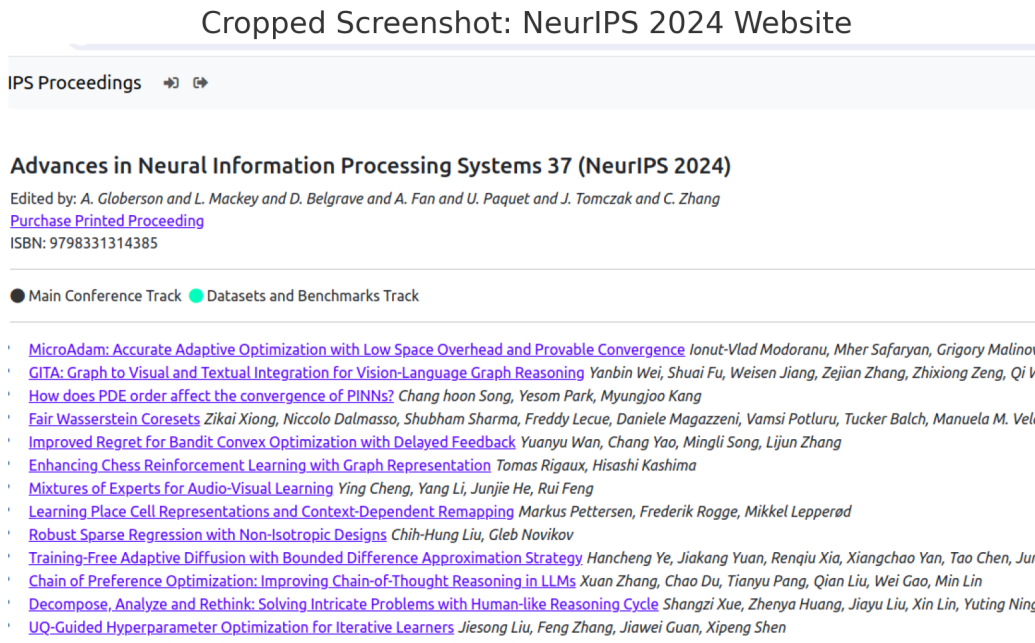 Cropped Screenshot: NeurIPS 2024 Website
IPS Proceedings
Advances in Neural Information Processing Systems 37 (NeurIPS 2024)
Edited by: A. Globerson and L. Mackey and D. Belgrave and A. Fan and U. Paquet and J. Tomczak and C. Zhang
Purchase Printed Proceeding
ISBN: 9798331314385
Main Conference Track Datasets and Benchmarks Track
MicroAdam: Accurate Adaptive Optimization with Low Space Overhead and Provable Convergence Ionut-Vlad Modoranu, Mher Safaryan, Grigory Malinov
GITA: Graph to Visual and Textual Integration for Vision-Language Graph Reasoning Yanbin Wei, Shuai Fu, Weisen Jiang, Zejian Zhang, Zhixiong Zeng, Qi W
How does PDE order affect the convergence of PINNs? Chang hoon Song, Yesom Park, Myungjoo Kang
Fair Wasserstein Coresets Zikai Xiong, Niccolo Dalmasso, Shubham Sharma, Freddy Lecue, Daniele Magazzeni, Vamsi Potluru, Tucker Balch, Manuela M. Velo
Improved Regret for Bandit Convex Optimization with Delayed Feedback Yuanyu Wan, Chang Yao, Mingli Song, Lijun Zhang
Enhancing Chess Reinforcement Learning with Graph Representation Tomas Rigaux, Hisashi Kashima
Mixtures of Experts for Audio-Visual Learning Ying Cheng, Yang Li, Junjie He, Rui Feng
Learning Place Cell Representations and Context-Dependent Remapping Markus Pettersen, Frederik Rogge, Mikkel Lepperød
Robust Sparse Regression with Non-Isotropic Designs Chih-Hung Liu, Gleb Novikov
Training-Free Adaptive Diffusion with Bounded Difference Approximation Strategy Hancheng Ye, Jiakang Yuan, Renqiu Xia, Xiangchao Yan, Tao Chen, Jun
Chain of Preference Optimization: Improving Chain-of-Thought Reasoning in LLMs Xuan Zhang, Chao Du, Tianyu Pang, Qian Liu, Wei Gao, Min Lin
Decompose, Analyze and Rethink: Solving Intricate Problems with Human-like Reasoning Cycle Shangzi Xue, Zhenya Huang, Jiayu Liu, Xin Lin, Yuting Ning
UQ-Guided Hyperparameter Optimization for Iterative Learners Jiesong Liu, Feng Zhang, Jiawei Guan, Xipeng Shen